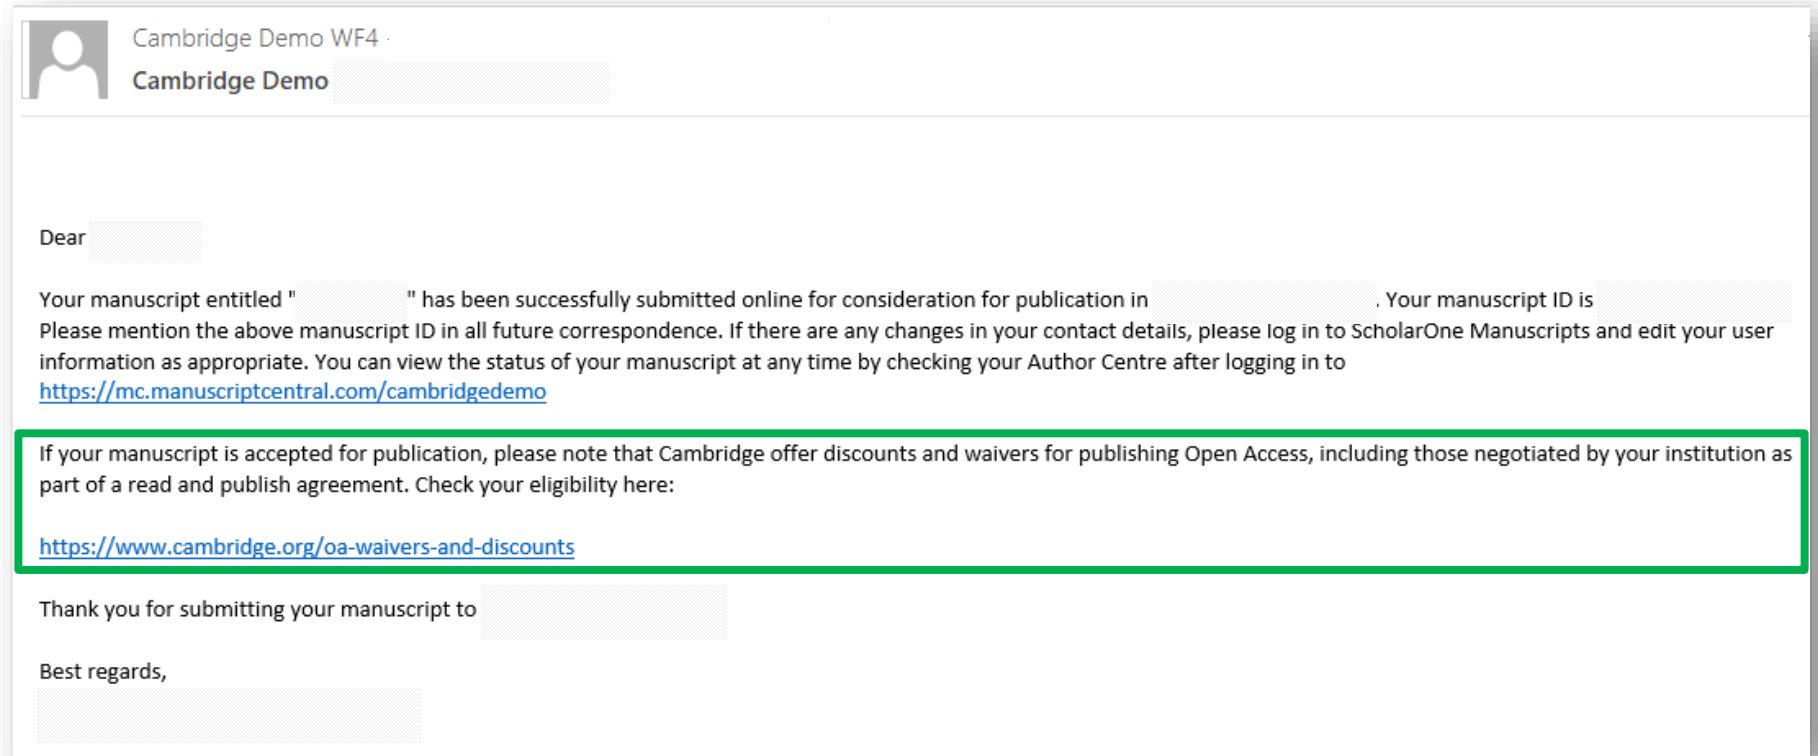 Cambridge Demo WF4
Cambridge Demo
Dear
Your manuscript entitled " " has been successfully submitted online for consideration for publication in . Your manuscript ID is
Please mention the above manuscript ID in all future correspondence. If there are any changes in your contact details, please log in to ScholarOne Manuscripts and edit your user
information as appropriate. You can view the status of your manuscript at any time by checking your Author Centre after logging in to
https://mc.manuscriptcentral.com/cambridgedemo
If your manuscript is accepted for publication, please note that Cambridge offer discounts and waivers for publishing Open Access, including those negotiated by your institution as
part of a read and publish agreement. Check your eligibility here:
https://www.cambridge.org/oa-waivers-and-discounts
Thank you for submitting your manuscript to
Best regards,